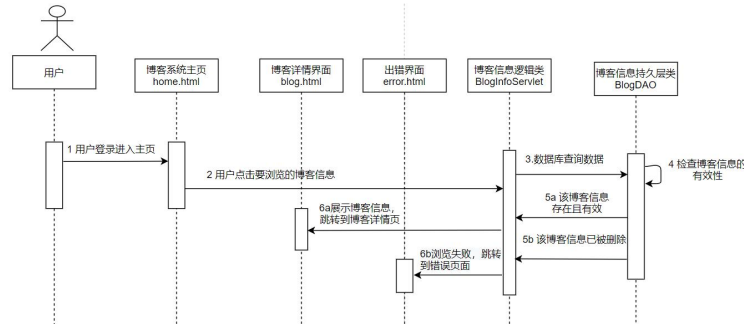 用户
博客系统主页
home.html
博客详情界面
blog.html
出错界面
error.html
博客信息逻辑类
BlogInfoServlet
博客信息持久层类
BlogDAO
1 用户登录进入主页
2 用户点击要浏览的博客信息
3.数据库查询数据
4 检查博客信息的
有效性
5a 该博客信息
存在且有效
6a展示博客信息,
跳转到博客详情页
5b 该博客信息已被删除
6b浏览失败，跳转
到错误页面